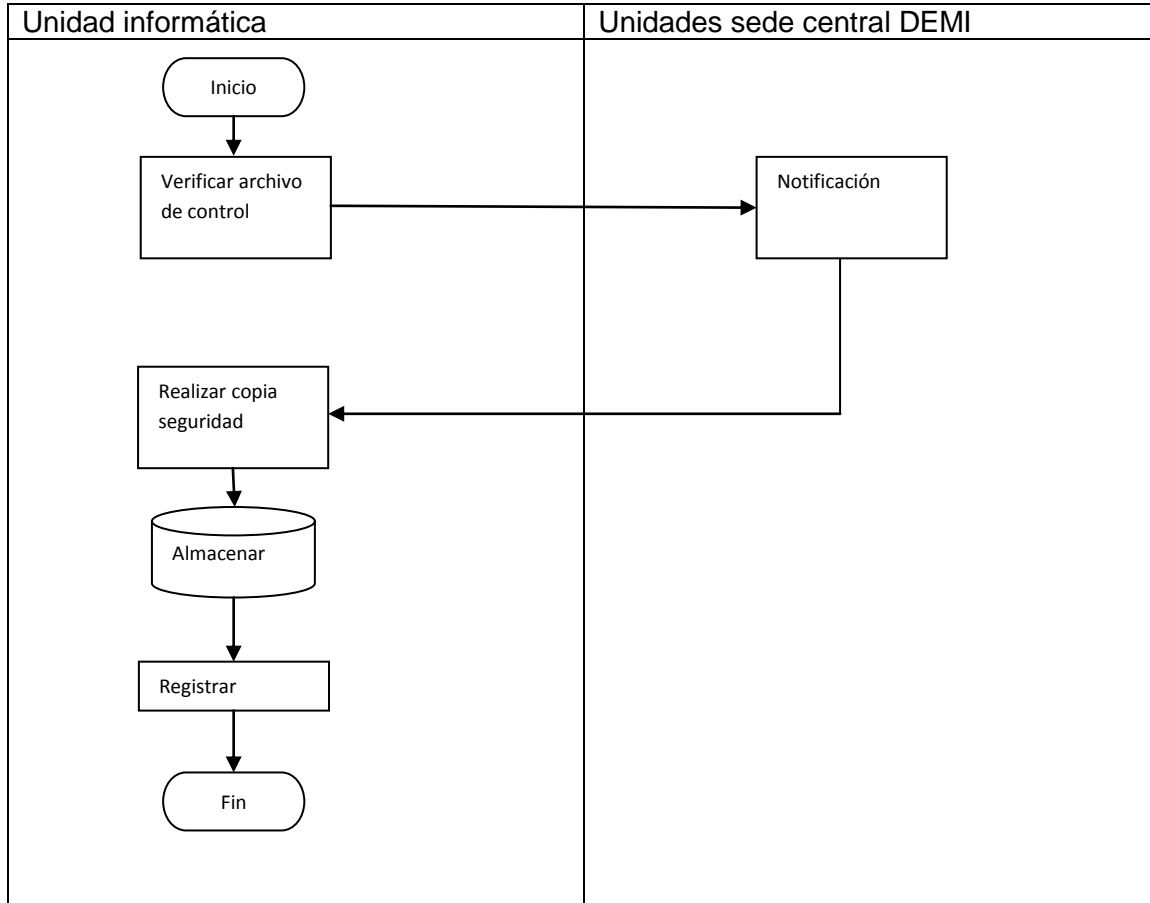 Unidad informática
Unidades sede central DEMI
Inicio
Verificar archivo
de control
Notificación
Realizar copia
seguridad
Almacenar
Registrar
Fin